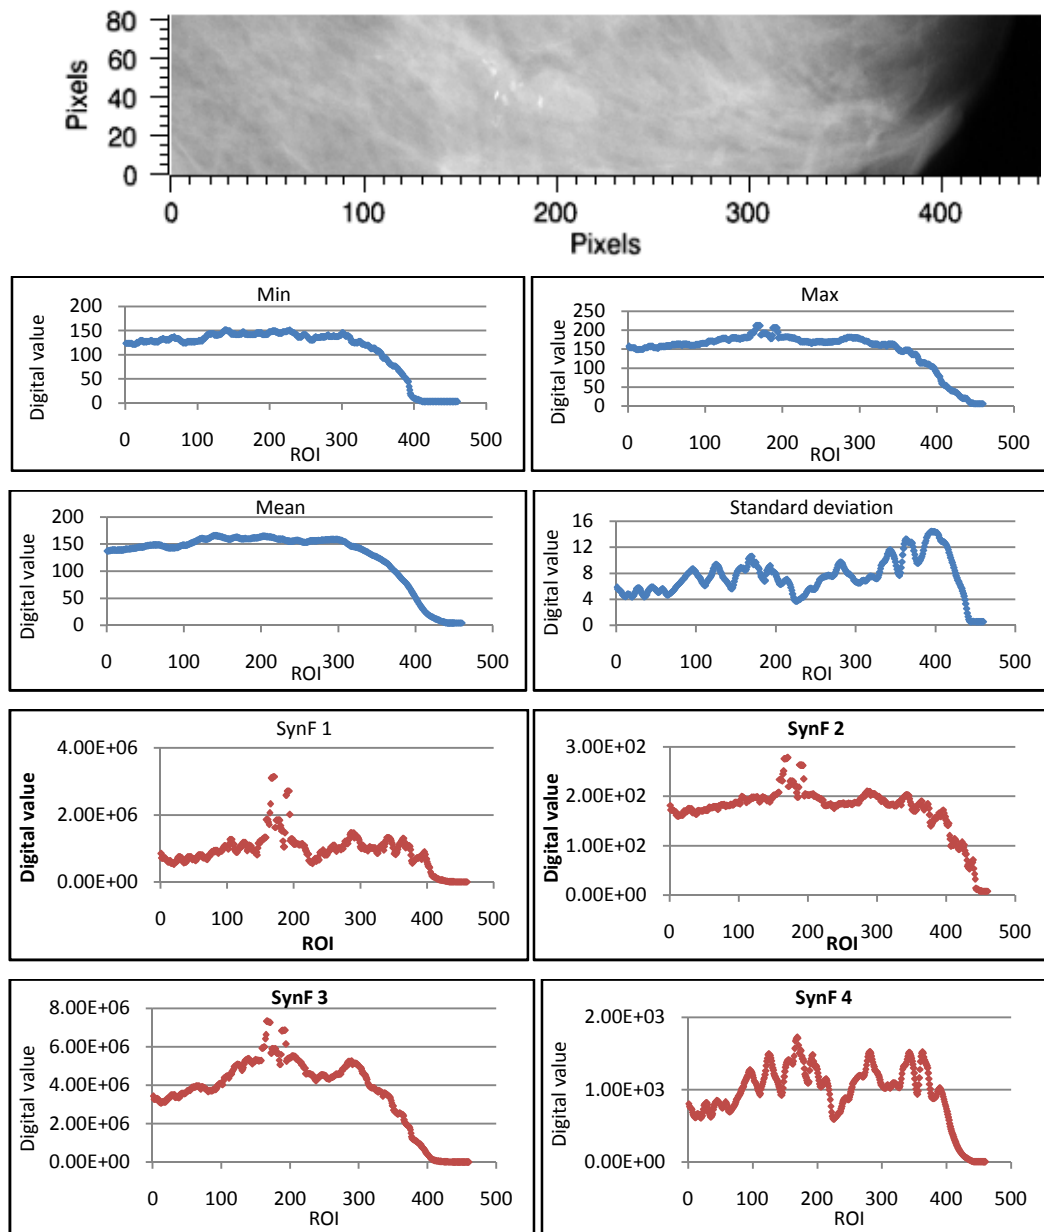 80
60
40
20
0
Pixels
0 100 200 300 400
Pixels
Min
200
150
100
50
0
Digital value
0 100 200 300 400 500
ROI
Max
250
200
150
100
50
0
Digital value
0 100 200 300 400 500
ROI
Mean
200
150
100
50
0
Digital value
0 100 200 300 400 500
ROI
Standard deviation
16
12
8
4
0
Digital value
0 100 200 300 400 500
ROI
SynF 1
4.00E+06
2.00E+06
0.00E+00
Digital value
0 100 200 300 400 500
ROI
SynF 2
3.00E+02
2.00E+02
1.00E+02
0.00E+00
Digital value
0 100 200 300 400 500
ROI
SynF 3
8.00E+06
6.00E+06
4.00E+06
2.00E+06
0.00E+00
Digital value
0 100 200 300 400 500
ROI
SynF 4
2.00E+03
1.00E+03
0.00E+00
Digital value
0 100 200 300 400 500
ROI